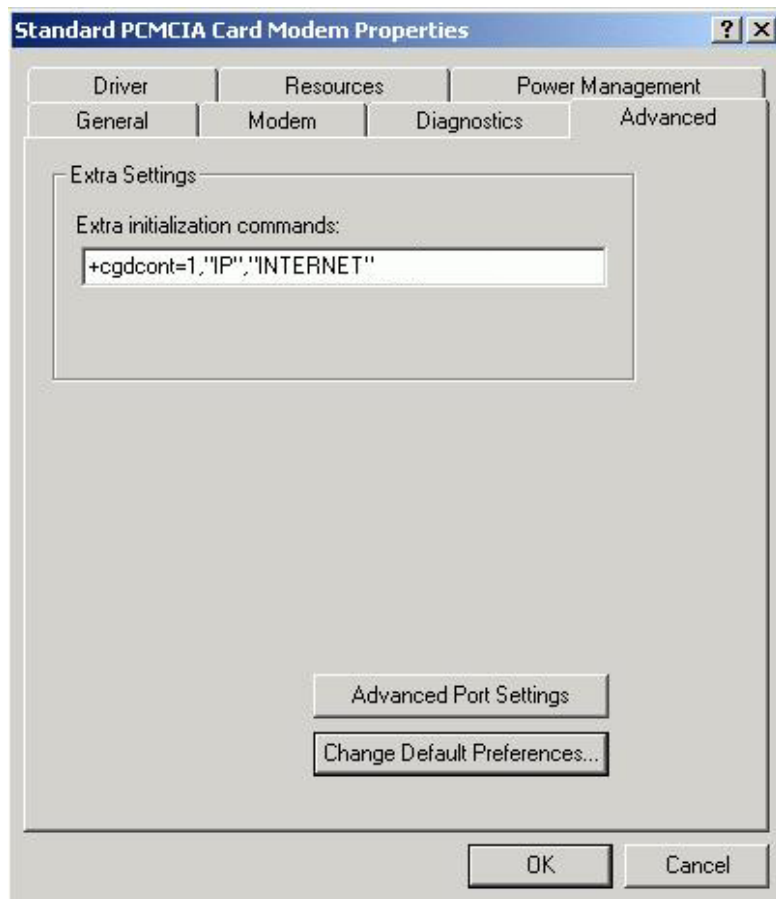 Standard PCMCIA Card Modem Properties
Driver Resources Power Management
General Modem Diagnostics Advanced
Extra Settings
Extra initialization commands:
+cgdcont=1,"IP","INTERNET"
Advanced Port Settings
Change Default Preferences...
OK Cancel